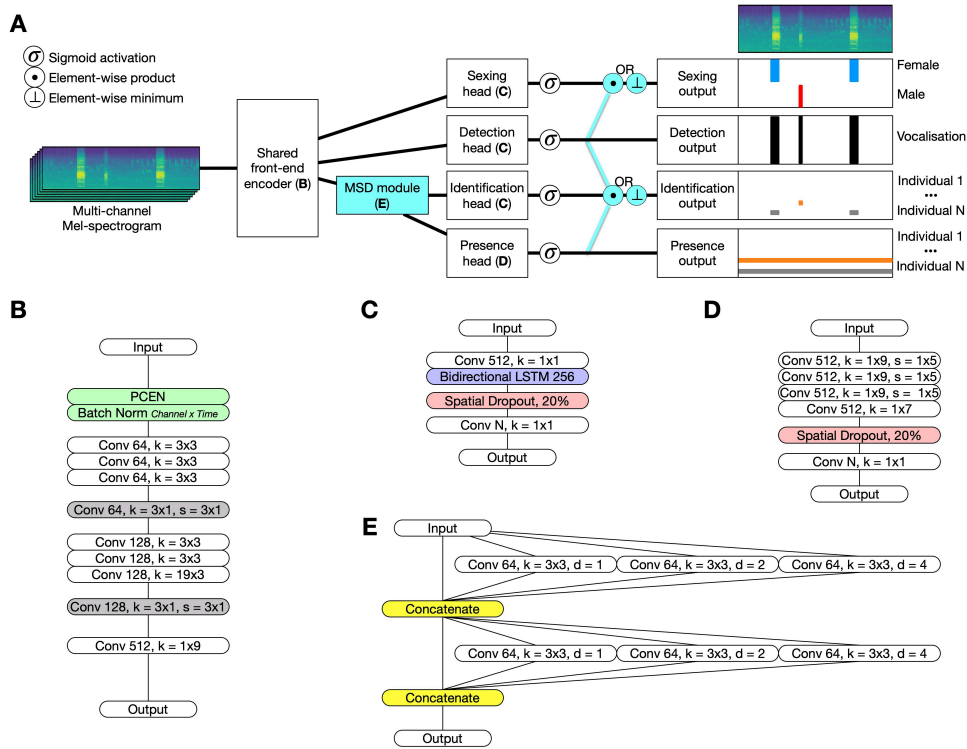 A
σ Sigmoid activation
• Element-wise product
⊥ Element-wise minimum
Multi-channel
Mel-spectrogram
Shared
front-end
encoder (B)
MSD module
(E)
Sexing
head (C)
σ
OR
•
⊥
Sexing
output
Female
Male
Detection
head (C)
σ
Detection
output
Vocalisation
Identification
head (C)
σ
OR
•
⊥
Identification
output
Individual 1
•••
Individual N
Presence
head (D)
σ
Presence
output
Individual 1
•••
Individual N
B
Input
PCEN
Batch Norm Channel x Time
Conv 64, k = 3x3
Conv 64, k = 3x3
Conv 64, k = 3x3
Conv 64, k = 3x1, s = 3x1
Conv 128, k = 3x3
Conv 128, k = 3x3
Conv 128, k = 19x3
Conv 128, k = 3x1, s = 3x1
Conv 512, k = 1x9
Output
C
Input
Conv 512, k = 1x1
Bidirectional LSTM 256
Spatial Dropout, 20%
Conv N, k = 1x1
Output
D
Input
Conv 512, k = 1x9, s = 1x5
Conv 512, k = 1x9, s = 1x5
Conv 512, k = 1x9, s = 1x5
Conv 512, k = 1x7
Spatial Dropout, 20%
Conv N, k = 1x1
Output
E
Input
Conv 64, k = 3x3, d = 1
Conv 64, k = 3x3, d = 2
Conv 64, k = 3x3, d = 4
Concatenate
Conv 64, k = 3x3, d = 1
Conv 64, k = 3x3, d = 2
Conv 64, k = 3x3, d = 4
Concatenate
Output